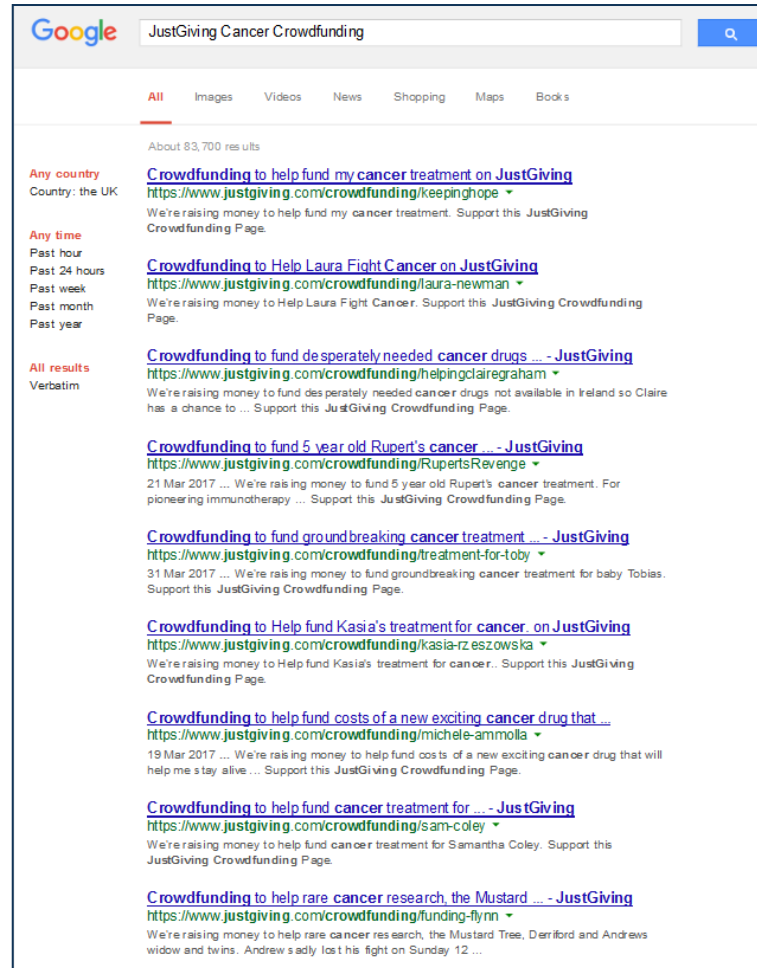 Google
JustGiving Cancer Crowdfunding
All Images Videos News Shopping Maps Books
About 83,700 results
Any country
Country: the UK
Any time
Past hour
Past 24 hours
Past week
Past month
Past year
All results
Verbatim
Crowdfunding to help fund my cancer treatment on JustGiving
https://www.justgiving.com/crowdfunding/keepinghope
We're raising money to help fund my cancer treatment. Support this JustGiving
Crowdfunding Page.
Crowdfunding to Help Laura Fight Cancer on JustGiving
https://www.justgiving.com/crowdfunding/laura-newman
We're raising money to Help Laura Fight Cancer. Support this JustGiving Crowdfunding
Page.
Crowdfunding to fund desperately needed cancer drugs ... - JustGiving
https://www.justgiving.com/crowdfunding/helpingclairegraham
We're raising money to fund desperately needed cancer drugs not available in Ireland so Claire
has a chance to ... Support this JustGiving Crowdfunding Page.
Crowdfunding to fund 5 year old Rupert's cancer ... - JustGiving
https://www.justgiving.com/crowdfunding/RupertsRevenge
21 Mar 2017 ... We're raising money to fund 5 year old Rupert's cancer treatment. For
pioneering immunotherapy ... Support this JustGiving Crowdfunding Page.
Crowdfunding to fund groundbreaking cancer treatment ... - JustGiving
https://www.justgiving.com/crowdfunding/treatment-for-toby
31 Mar 2017 ... We're raising money to fund groundbreaking cancer treatment for baby Tobias.
Support this JustGiving Crowdfunding Page.
Crowdfunding to Help fund Kasia's treatment for cancer. on JustGiving
https://www.justgiving.com/crowdfunding/kasia-rzeszowska
We're raising money to Help fund Kasia's treatment for cancer.. Support this JustGiving
Crowdfunding Page.
Crowdfunding to help fund costs of a new exciting cancer drug that ...
https://www.justgiving.com/crowdfunding/michele-ammolla
19 Mar 2017 ... We're raising money to help fund costs of a new exciting cancer drug that will
help me stay alive ... Support this JustGiving Crowdfunding Page.
Crowdfunding to help fund cancer treatment for ... - JustGiving
https://www.justgiving.com/crowdfunding/sam-coley
We're raising money to help fund cancer treatment for Samantha Coley. Support this
JustGiving Crowdfunding Page.
Crowdfunding to help rare cancer research, the Mustard ... - JustGiving
https://www.justgiving.com/crowdfunding/funding-flynn
We're raising money to help rare cancer research, the Mustard Tree, Derriford and Andrews
widow and twins. Andrew sadly lost his fight on Sunday 12 ...